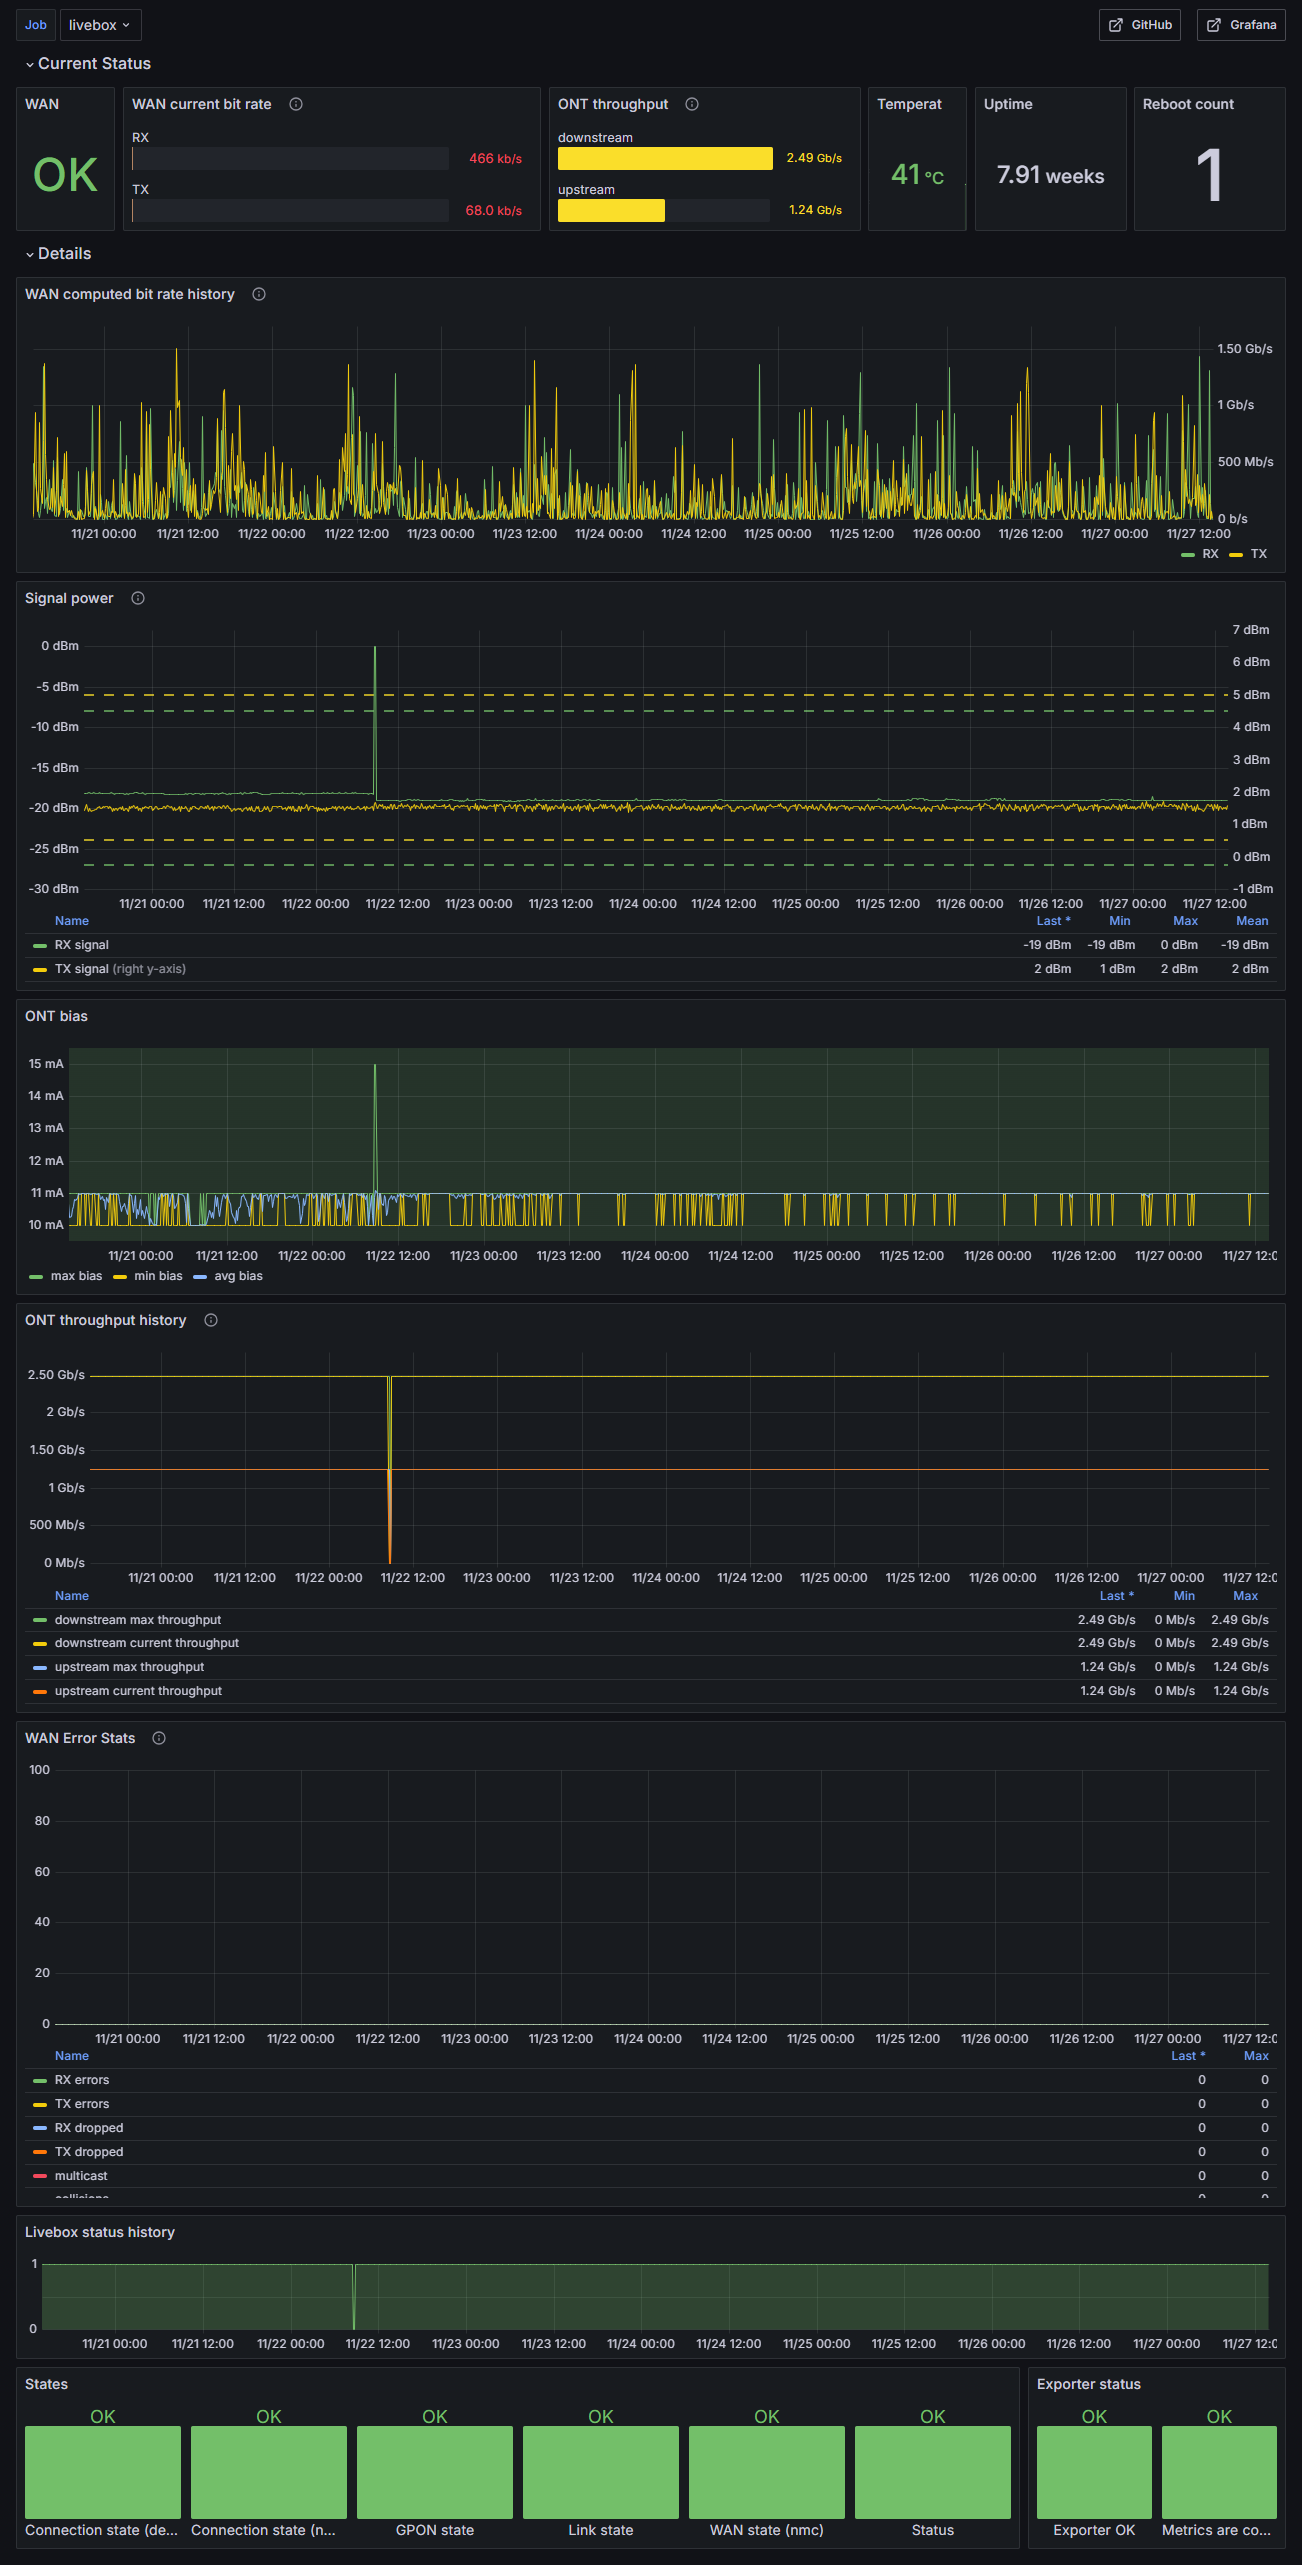 Job livebox GitHub Grafana
Current Status
WAN WAN current bit rate ONT throughput Temperat Uptime Reboot count
OK
RX
466 kb/s
TX
68.0 kb/s
downstream
2.49 Gb/s
upstream
1.24 Gb/s
41 °C
7.91 weeks
1
Details
WAN computed bit rate history
1.50 Gb/s
1 Gb/s
500 Mb/s
0 b/s
11/21 00:00 11/21 12:00 11/22 00:00 11/22 12:00 11/23 00:00 11/23 12:00 11/24 00:00 11/24 12:00 11/25 00:00 11/25 12:00 11/26 00:00 11/26 12:00 11/27 00:00 11/27 12:00
RX TX
Signal power
0 dBm
-5 dBm
-10 dBm
-15 dBm
-20 dBm
-25 dBm
-30 dBm
7 dBm
6 dBm
5 dBm
4 dBm
3 dBm
2 dBm
1 dBm
0 dBm
-1 dBm
11/21 00:00 11/21 12:00 11/22 00:00 11/22 12:00 11/23 00:00 11/23 12:00 11/24 00:00 11/24 12:00 11/25 00:00 11/25 12:00 11/26 00:00 11/26 12:00 11/27 00:00 11/27 12:00
Name Last * Min Max Mean
RX signal -19 dBm -19 dBm 0 dBm -19 dBm
TX signal (right y-axis) 2 dBm 1 dBm 2 dBm 2 dBm
ONT bias
15 mA
14 mA
13 mA
12 mA
11 mA
10 mA
11/21 00:00 11/21 12:00 11/22 00:00 11/22 12:00 11/23 00:00 11/23 12:00 11/24 00:00 11/24 12:00 11/25 00:00 11/25 12:00 11/26 00:00 11/26 12:00 11/27 00:00 11/27 12:0
max bias min bias avg bias
ONT throughput history
2.50 Gb/s
2 Gb/s
1.50 Gb/s
1 Gb/s
500 Mb/s
0 Mb/s
11/21 00:00 11/21 12:00 11/22 00:00 11/22 12:00 11/23 00:00 11/23 12:00 11/24 00:00 11/24 12:00 11/25 00:00 11/25 12:00 11/26 00:00 11/26 12:00 11/27 00:00 11/27 12:0
Name Last * Min Max
downstream max throughput 2.49 Gb/s 0 Mb/s 2.49 Gb/s
downstream current throughput 2.49 Gb/s 0 Mb/s 2.49 Gb/s
upstream max throughput 1.24 Gb/s 0 Mb/s 1.24 Gb/s
upstream current throughput 1.24 Gb/s 0 Mb/s 1.24 Gb/s
WAN Error Stats
100
80
60
40
20
0
11/21 00:00 11/21 12:00 11/22 00:00 11/22 12:00 11/23 00:00 11/23 12:00 11/24 00:00 11/24 12:00 11/25 00:00 11/25 12:00 11/26 00:00 11/26 12:00 11/27 00:00 11/27 12:0
Name Last * Max
RX errors 0 0
TX errors 0 0
RX dropped 0 0
TX dropped 0 0
multicast 0 0
Livebox status history
1
0
11/21 00:00 11/21 12:00 11/22 00:00 11/22 12:00 11/23 00:00 11/23 12:00 11/24 00:00 11/24 12:00 11/25 00:00 11/25 12:00 11/26 00:00 11/26 12:00 11/27 00:00 11/27 12:0
States Exporter status
OK OK OK OK OK OK OK OK
Connection state (de... Connection state (n... GPON state Link state WAN state (nmc) Status Exporter OK Metrics are co...